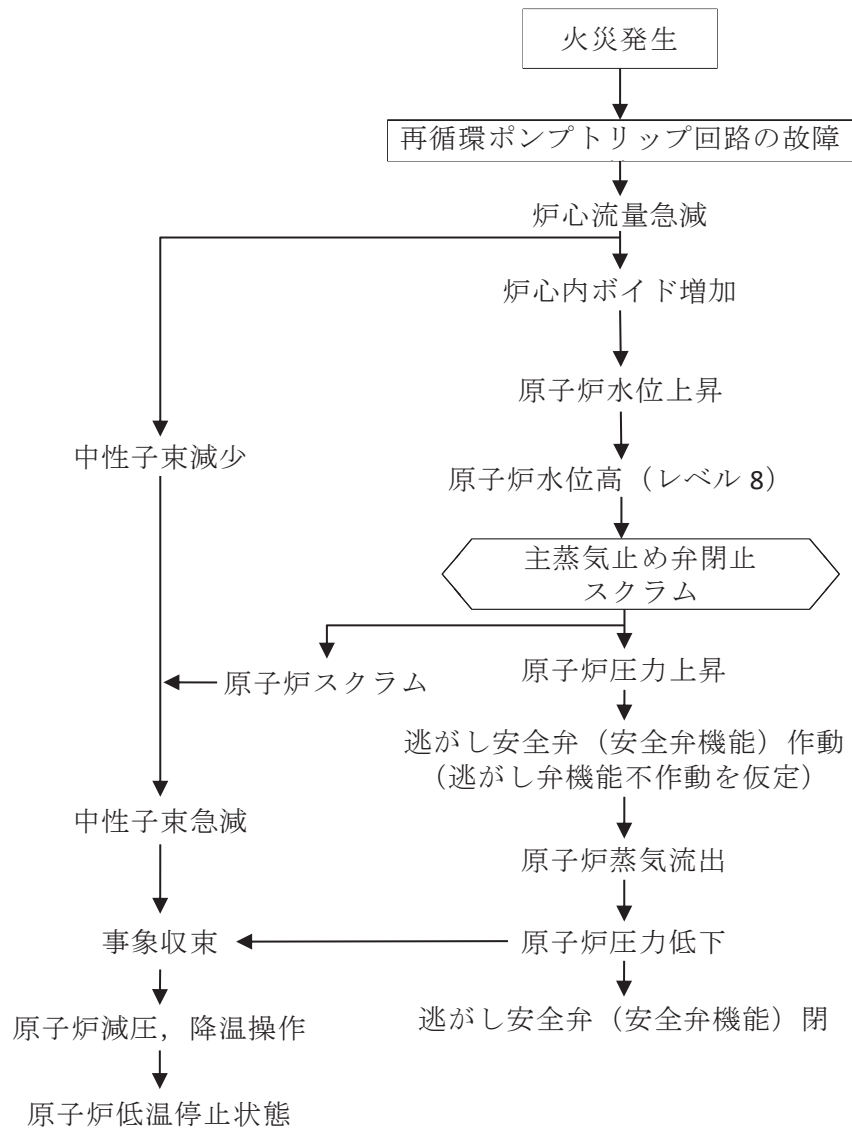 火災発生
再循環ポンプトリップ回路の故障
炉心流量急減
炉心内ボイド増加
原子炉水位上昇
中性子束減少
原子炉水位高（レベル 8）
主蒸気止め弁閉止
スクラム
原子炉スクラム
原子炉圧力上昇
逃がし安全弁（安全弁機能）作動
（逃がし弁機能不作動を仮定）
中性子束急減
原子炉蒸気流出
事象収束
原子炉圧力低下
原子炉減圧，降温操作
逃がし安全弁（安全弁機能）閉
原子炉低温停止状態